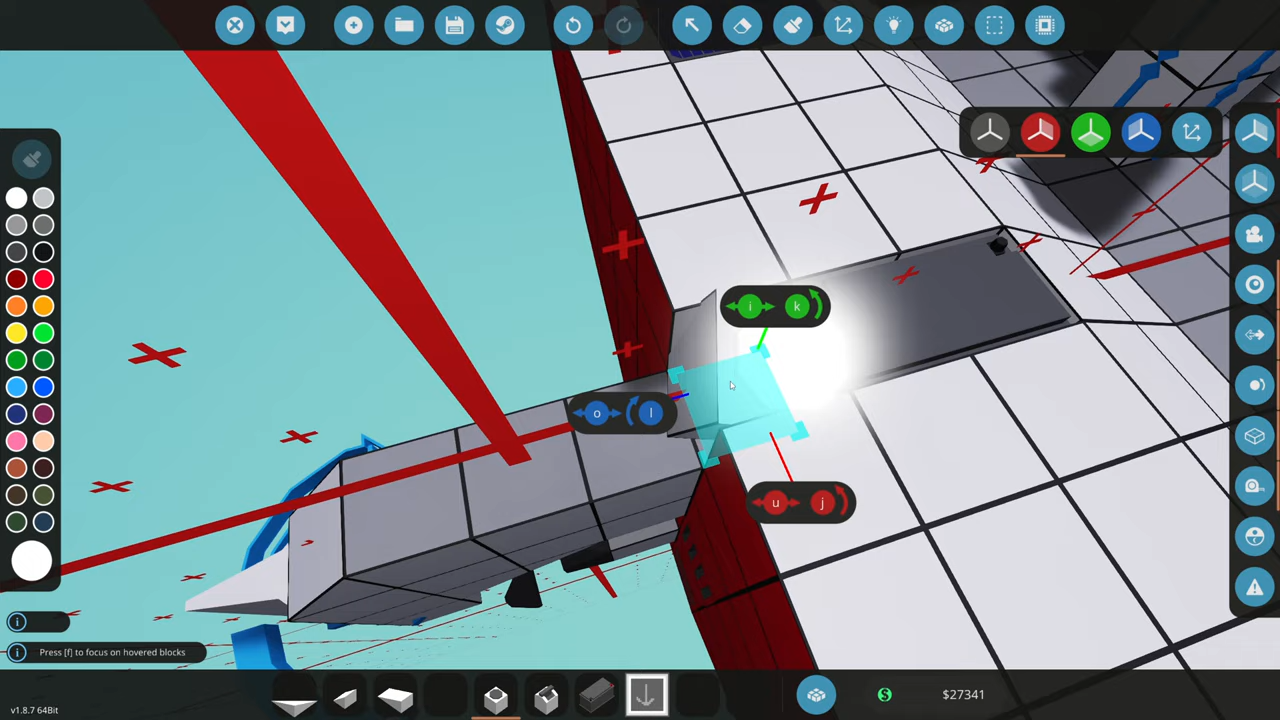 i k
o l
u j
Press [f] to focus on hovered blocks
v1.8.7 64Bit
$ $27341